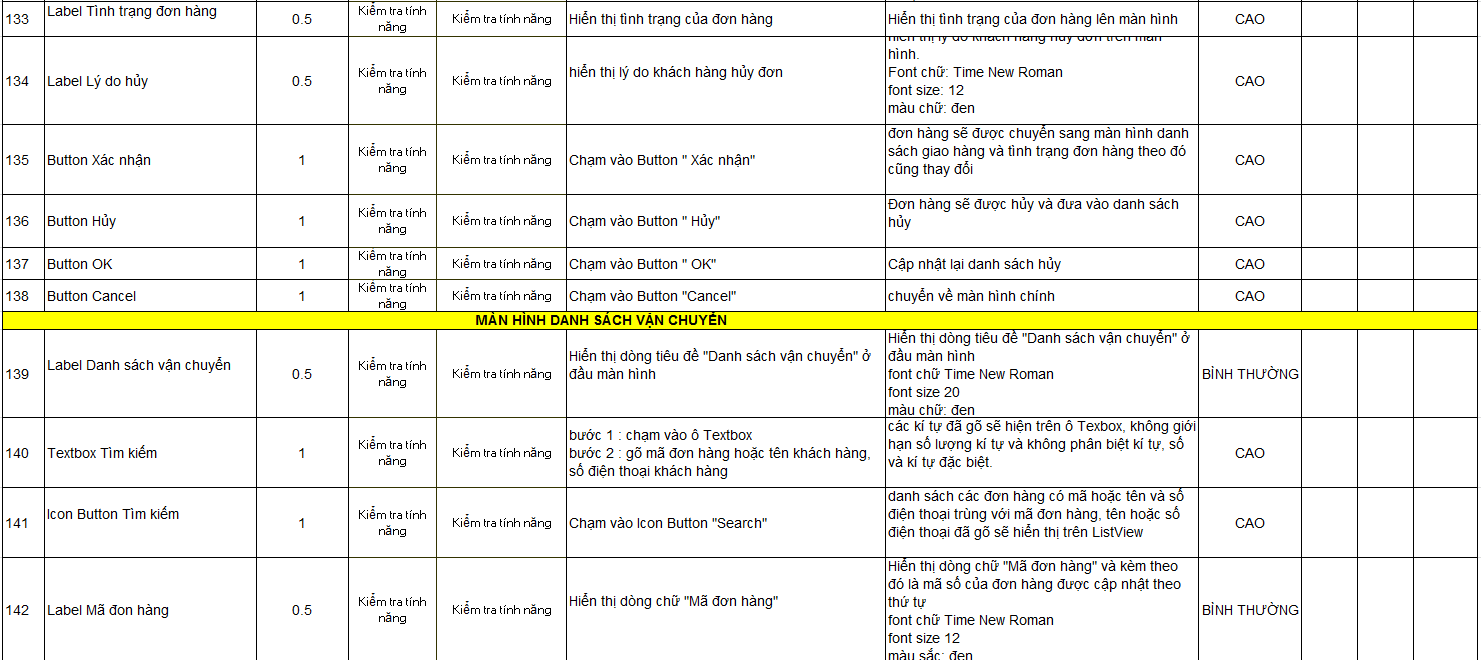 133 Label Tình trạng đơn hàng 0.5 Kiểm tra tính năng Kiểm tra tính năng Hiển thị tình trạng của đơn hàng Hiển thị tình trạng của đơn hàng lên màn hình CAO
hiển thị lý do khách hàng hủy đơn trên màn
hình.
134 Label Lý do hủy 0.5 Kiểm tra tính năng Kiểm tra tính năng hiển thị lý do khách hàng hủy đơn Font chữ: Time New Roman CAO
font size: 12
màu chữ: đen
135 Button Xác nhận 1 Kiểm tra tính năng Kiểm tra tính năng Chạm vào Button " Xác nhận" đơn hàng sẽ được chuyển sang màn hình danh CAO
sách giao hàng và tình trạng đơn hàng theo đó
cũng thay đổi
136 Button Hủy 1 Kiểm tra tính năng Kiểm tra tính năng Chạm vào Button " Hủy" Đơn hàng sẽ được hủy và đưa vào danh sách CAO
hủy
137 Button OK 1 Kiểm tra tính năng Kiểm tra tính năng Chạm vào Button " OK" Cập nhật lại danh sách hủy CAO
138 Button Cancel 1 Kiểm tra tính năng Kiểm tra tính năng Chạm vào Button "Cancel" chuyển về màn hình chính CAO
MÀN HÌNH DANH SÁCH VẬN CHUYỂN
139 Label Danh sách vận chuyển 0.5 Kiểm tra tính năng Kiểm tra tính năng Hiển thị dòng tiêu đề "Danh sách vận chuyển" ở
đầu màn hình
Hiển thị dòng tiêu đề "Danh sách vận chuyển" ở
đầu màn hình
font chữ Time New Roman
font size 20
màu chữ: đen
BÌNH THƯỜNG
140 Textbox Tìm kiếm 1 Kiểm tra tính năng Kiểm tra tính năng bước 1 : chạm vào ô Textbox
bước 2 : gõ mã đơn hàng hoặc tên khách hàng,
số điện thoại khách hàng
các kí tự đã gõ sẽ hiện trên ô Texbox, không giới
hạn số lượng kí tự và không phân biệt kí tự, số
và kí tự đặc biệt.
CAO
141 Icon Button Tìm kiếm 1 Kiểm tra tính năng Kiểm tra tính năng Chạm vào Icon Button "Search"
danh sách các đơn hàng có mã hoặc tên và số
điện thoại trùng với mã đơn hàng, tên hoặc số
điện thoại đã gõ sẽ hiển thị trên ListView
CAO
142 Label Mã đon hàng 0.5 Kiểm tra tính năng Kiểm tra tính năng Hiển thị dòng chữ "Mã đơn hàng"
Hiển thị dòng chữ "Mã đơn hàng" và kèm theo
đó là mã số của đơn hàng được cập nhật theo
thứ tự
font chữ Time New Roman
font size 12
màu sắc: đen
BÌNH THƯỜNG